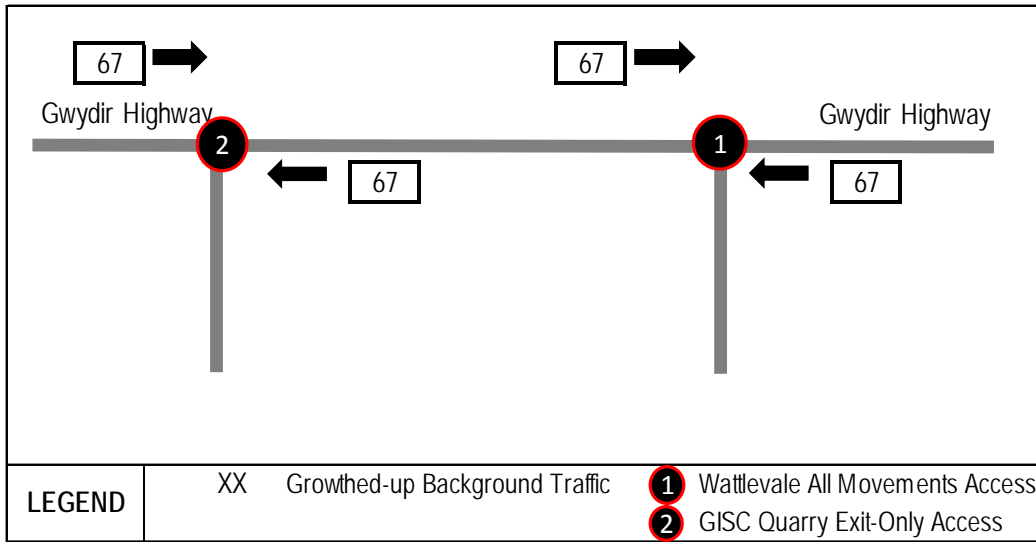 67 67
Gwydir Highway Gwydir Highway
2 1
67 67
LEGEND XX Growthed-up Background Traffic 1 Wattlevale All Movements Access
2 GISC Quarry Exit-Only Access